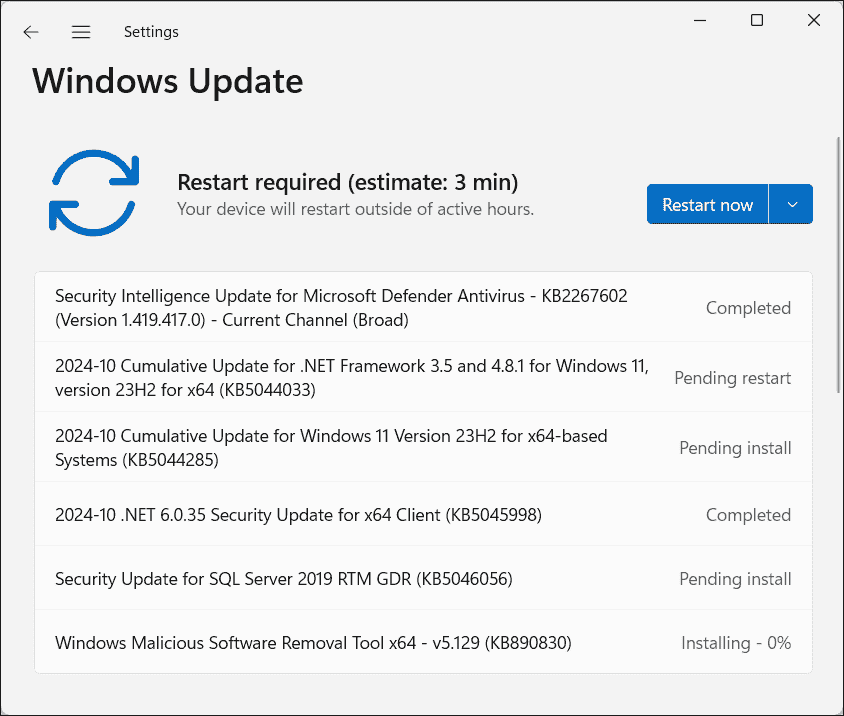 Settings
Windows Update
Restart required (estimate: 3 min)
Your device will restart outside of active hours.
Restart now
Security Intelligence Update for Microsoft Defender Antivirus - KB2267602
(Version 1.419.417.0) - Current Channel (Broad)
Completed
2024-10 Cumulative Update for .NET Framework 3.5 and 4.8.1 for Windows 11,
version 23H2 for x64 (KB5044033)
Pending restart
2024-10 Cumulative Update for Windows 11 Version 23H2 for x64-based
Systems (KB5044285)
Pending install
2024-10 .NET 6.0.35 Security Update for x64 Client (KB5045998)
Completed
Security Update for SQL Server 2019 RTM GDR (KB5046056)
Pending install
Windows Malicious Software Removal Tool x64 - v5.129 (KB890830)
Installing - 0%